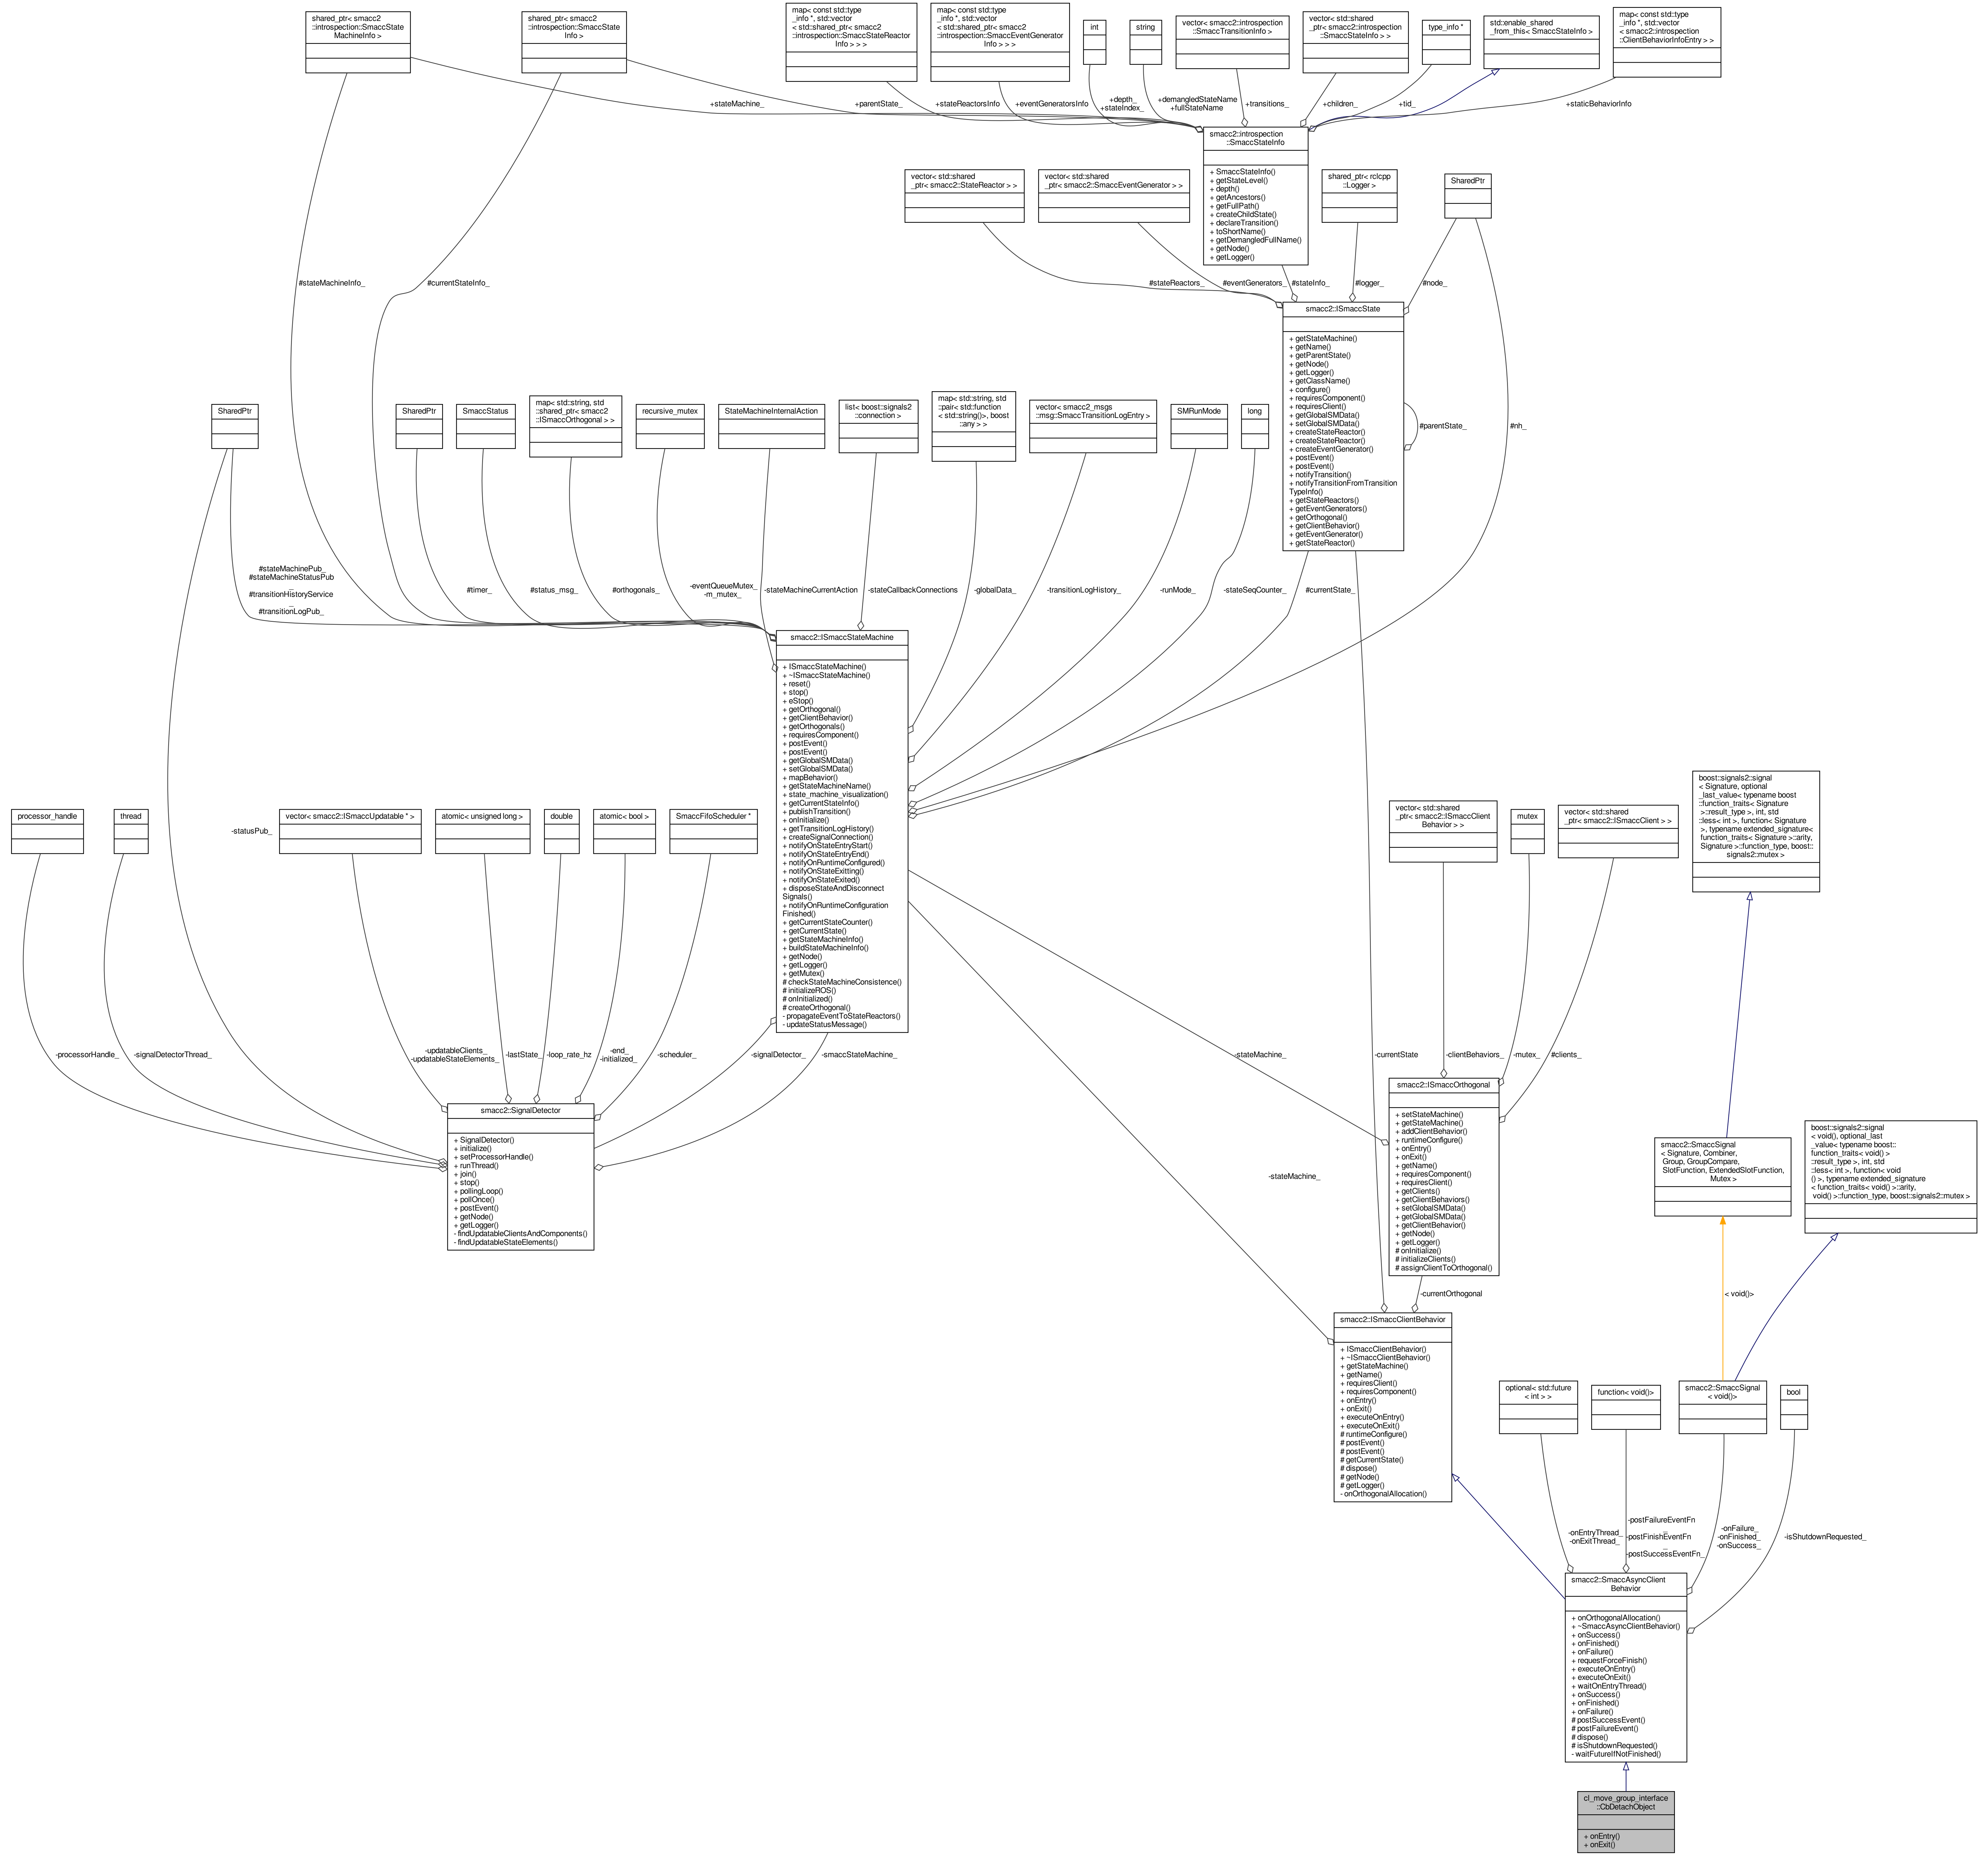 shared_ptr< smacc2
::introspection::SmaccState
MachineInfo >
shared_ptr< smacc2
::introspection::SmaccState
Info >
map< const std::type
_info *, std::vector
< std::shared_ptr< smacc2
::introspection::SmaccStateReactor
Info > > >
map< const std::type
_info *, std::vector
< std::shared_ptr< smacc2
::introspection::SmaccEventGenerator
Info > > >
int
string
vector< smacc2::introspection
::SmaccTransitionInfo >
vector< std::shared
_ptr< smacc2::introspection
::SmaccStateInfo > >
type_info *
std::enable_shared
_from_this< SmaccStateInfo >
map< const std::type
_info *, std::vector
< smacc2::introspection
::ClientBehaviorInfoEntry > >
+stateMachine_
+parentState_
+stateReactorsInfo
+eventGeneratorsInfo
+depth_
+stateIndex_
+demangledStateName
+fullStateName
+transitions_
+children_
+tid_
+staticBehaviorInfo
smacc2::introspection
::SmaccStateInfo
+ SmaccStateInfo()
+ getStateLevel()
+ depth()
+ getAncestors()
+ getFullPath()
+ createChildState()
+ declareTransition()
+ toShortName()
+ getDemangledFullName()
+ getNode()
+ getLogger()
vector< std::shared
_ptr< smacc2::StateReactor > >
vector< std::shared
_ptr< smacc2::SmaccEventGenerator > >
shared_ptr< rclcpp
::Logger >
SharedPtr
#stateMachineInfo_
#currentStateInfo_
#stateReactors_
#eventGenerators_
#stateInfo_
#logger_
#node_
smacc2::ISmaccState
+ getStateMachine()
+ getName()
+ getParentState()
+ getNode()
+ getLogger()
+ getClassName()
+ configure()
+ requiresComponent()
+ requiresClient()
+ getGlobalSMData()
+ setGlobalSMData()
+ createStateReactor()
+ createStateReactor()
+ createEventGenerator()
+ postEvent()
+ postEvent()
+ notifyTransition()
+ notifyTransitionFromTransition
TypeInfo()
+ getStateReactors()
+ getEventGenerators()
+ getOrthogonal()
+ getClientBehavior()
+ getEventGenerator()
+ getStateReactor()
#parentState_
#nh_
SharedPtr
SharedPtr
SmaccStatus
map< std::string, std
::shared_ptr< smacc2
::ISmaccOrthogonal > >
recursive_mutex
StateMachineInternalAction
list< boost::signals2
::connection >
map< std::string, std
::pair< std::function
< std::string()>, boost
::any > >
vector< smacc2_msgs
::msg::SmaccTransitionLogEntry >
SMRunMode
long
#stateMachinePub_
#stateMachineStatusPub
_
#transitionHistoryService
_
#transitionLogPub_
#timer_
#status_msg_
#orthogonals_
-eventQueueMutex_
-m_mutex_
-stateMachineCurrentAction
-stateCallbackConnections
-globalData_
-transitionLogHistory_
-runMode_
-stateSeqCounter_
#currentState_
smacc2::ISmaccStateMachine
+ ISmaccStateMachine()
+ ~ISmaccStateMachine()
+ reset()
+ stop()
+ eStop()
+ getOrthogonal()
+ getClientBehavior()
+ getOrthogonals()
+ requiresComponent()
+ postEvent()
+ postEvent()
+ getGlobalSMData()
+ setGlobalSMData()
+ mapBehavior()
+ getStateMachineName()
+ state_machine_visualization()
+ getCurrentStateInfo()
+ publishTransition()
+ onInitialize()
+ getTransitionLogHistory()
+ createSignalConnection()
+ notifyOnStateEntryStart()
+ notifyOnStateEntryEnd()
+ notifyOnRuntimeConfigured()
+ notifyOnStateExitting()
+ notifyOnStateExited()
+ disposeStateAndDisconnect
Signals()
+ notifyOnRuntimeConfiguration
Finished()
+ getCurrentStateCounter()
+ getCurrentState()
+ getStateMachineInfo()
+ buildStateMachineInfo()
+ getNode()
+ getLogger()
+ getMutex()
# checkStateMachineConsistence()
# initializeROS()
# onInitialized()
# createOrthogonal()
- propagateEventToStateReactors()
- updateStatusMessage()
processor_handle
thread
-statusPub_
vector< smacc2::ISmaccUpdatable * >
atomic< unsigned long >
double
atomic< bool >
SmaccFifoScheduler *
-processorHandle_
-signalDetectorThread_
-updatableClients_
-updatableStateElements_
-lastState_
-loop_rate_hz
-end_
-initialized_
-scheduler_
-signalDetector_
-smaccStateMachine_
smacc2::SignalDetector
+ SignalDetector()
+ initialize()
+ setProcessorHandle()
+ runThread()
+ join()
+ stop()
+ pollingLoop()
+ pollOnce()
+ postEvent()
+ getNode()
+ getLogger()
- findUpdatableClientsAndComponents()
- findUpdatableStateElements()
vector< std::shared
_ptr< smacc2::ISmaccClient
Behavior > >
mutex
vector< std::shared
_ptr< smacc2::ISmaccClient > >
boost::signals2::signal
< Signature, optional
_last_value< typename boost
::function_traits< Signature
>::result_type >, int, std
::less< int >, function< Signature
>, typename extended_signature<
function_traits< Signature >::arity,
Signature >::function_type, boost::
signals2::mutex >
-stateMachine_
-currentState
-clientBehaviors_
-mutex_
#clients_
smacc2::ISmaccOrthogonal
+ setStateMachine()
+ getStateMachine()
+ addClientBehavior()
+ runtimeConfigure()
+ onEntry()
+ onExit()
+ getName()
+ requiresComponent()
+ requiresClient()
+ getClients()
+ getClientBehaviors()
+ setGlobalSMData()
+ getGlobalSMData()
+ getClientBehavior()
+ getNode()
+ getLogger()
# onInitialize()
# initializeClients()
# assignClientToOrthogonal()
smacc2::SmaccSignal
< Signature, Combiner,
Group, GroupCompare,
SlotFunction, ExtendedSlotFunction,
Mutex >
boost::signals2::signal
< void(), optional_last
_value< typename boost::
function_traits< void() >
::result_type >, int, std
::less< int >, function< void
() >, typename extended_signature
< function_traits< void() >::arity,
void() >::function_type, boost::signals2::mutex >
-stateMachine_
-currentOrthogonal
< void()>
smacc2::ISmaccClientBehavior
+ ISmaccClientBehavior()
+ ~ISmaccClientBehavior()
+ getStateMachine()
+ getName()
+ requiresClient()
+ requiresComponent()
+ onEntry()
+ onExit()
+ executeOnEntry()
+ executeOnExit()
# runtimeConfigure()
# postEvent()
# postEvent()
# getCurrentState()
# dispose()
# getNode()
# getLogger()
- onOrthogonalAllocation()
optional< std::future
< int > >
function< void()>
smacc2::SmaccSignal
< void()>
bool
-onEntryThread_
-onExitThread_
-postFailureEventFn
_
-postFinishEventFn
_
-postSuccessEventFn_
-onFailure_
-onFinished_
-onSuccess_
-isShutdownRequested_
smacc2::SmaccAsyncClient
Behavior
+ onOrthogonalAllocation()
+ ~SmaccAsyncClientBehavior()
+ onSuccess()
+ onFinished()
+ onFailure()
+ requestForceFinish()
+ executeOnEntry()
+ executeOnExit()
+ waitOnEntryThread()
+ onSuccess()
+ onFinished()
+ onFailure()
# postSuccessEvent()
# postFailureEvent()
# dispose()
# isShutdownRequested()
- waitFutureIfNotFinished()
cl_move_group_interface
::CbDetachObject
+ onEntry()
+ onExit()